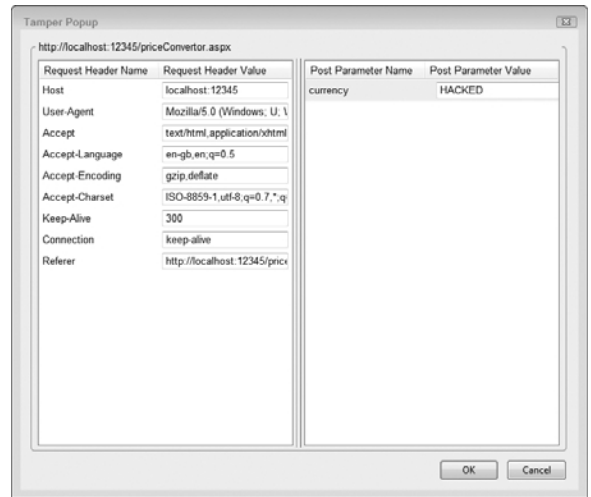 Tamper Popup
http://localhost:12345/priceConvertor.aspx
Request Header Name Request Header Value Post Parameter Name Post Parameter Value
Host localhost:12345 currency HACKED
User-Agent Mozilla/5.0 (Windows; U; \
Accept text/html,application/xhtml
Accept-Language en-gb,en;q=0.5
Accept-Encoding gzip,deflate
Accept-Charset ISO-8859-1,utf-8;q=0.7,*;q
Keep-Alive 300
Connection keep-alive
Referer http://localhost:12345/price
OK Cancel